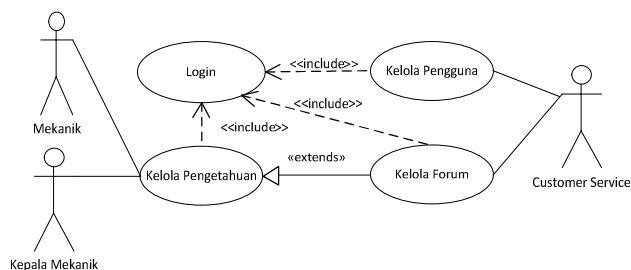 Mekanik
Login
<<include>>
Kelola Pengguna
<<include>>
<<include>>
Kelola Pengetahuan
«extends»
Kelola Forum
Customer Service
Kepala Mekanik